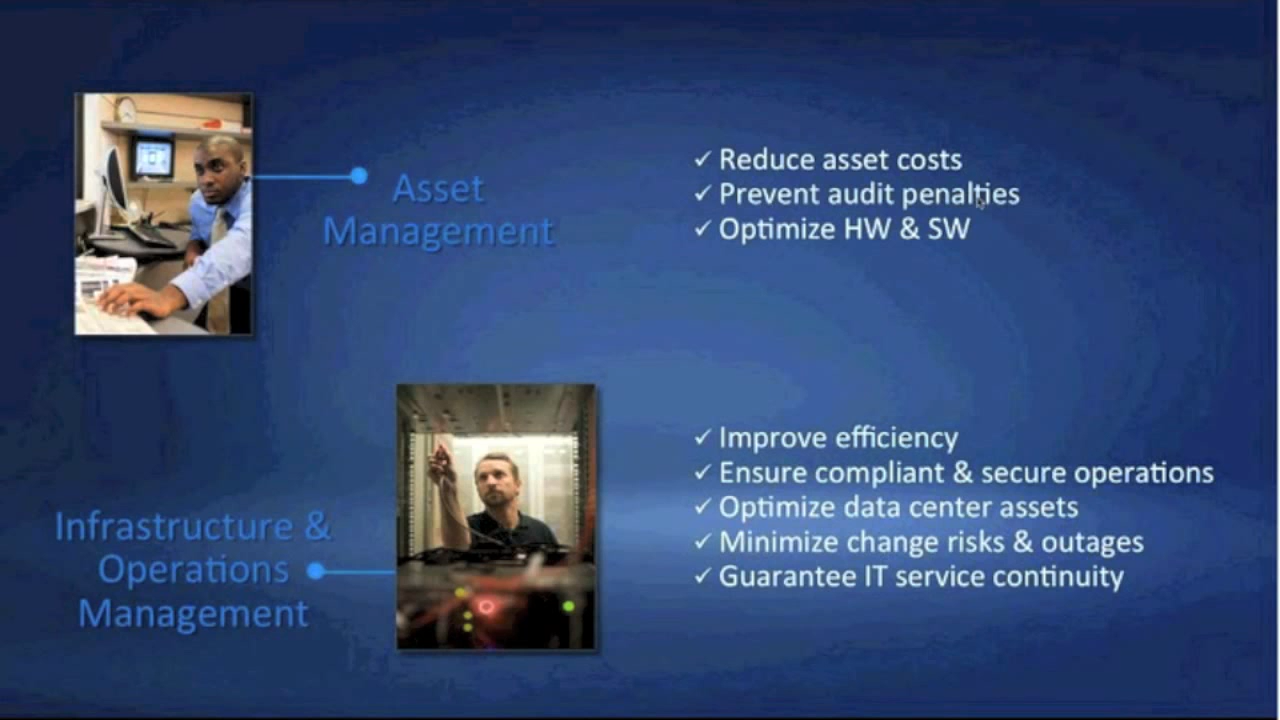 Asset
Management
✓ Reduce asset costs
✓ Prevent audit penalties
✓ Optimize HW & SW
Infrastructure &
Operations
Management
✓ Improve efficiency
✓ Ensure compliant & secure operations
✓ Optimize data center assets
✓ Minimize change risks & outages
✓ Guarantee IT service continuity